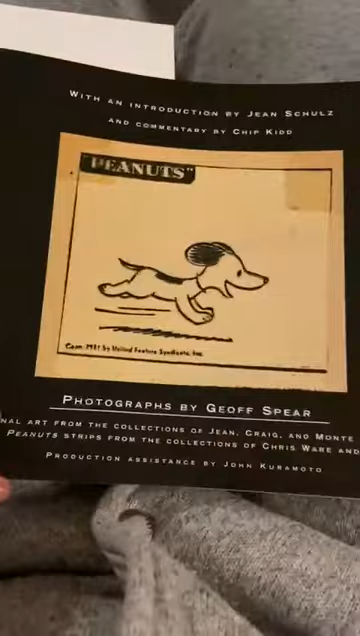 WITH AN INTRODUCTION BY JEAN SCHULZ
AND COMMENTARY BY CHIP KIDD
"PEANUTS"
Copr. 1951 by United Feature Syndicate, Inc.
PHOTOGRAPHS BY GEOFF SPEAR
NAL ART FROM THE COLLECTIONS OF JEAN, CRAIG, AND MONTE
PEANUTS STRIPS FROM THE COLLECTIONS OF CHRIS WARE AND
PRODUCTION ASSISTANCE BY JOHN KURAMOTO